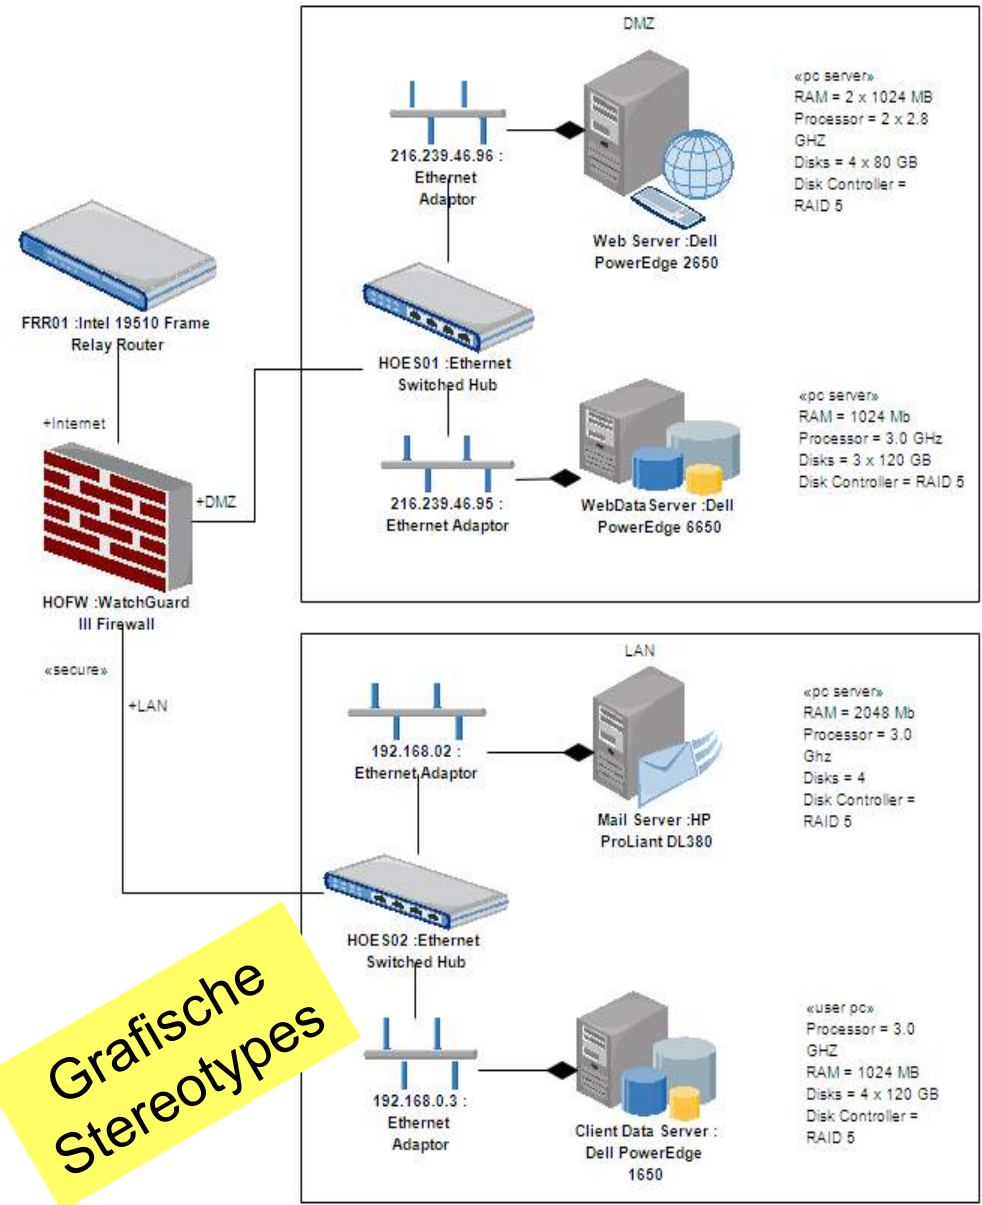 DMZ
«pc server»
RAM = 2 x 1024 MB
Processor = 2 x 2.8
GHZ
Disks = 4 x 80 GB
Disk Controller =
RAID 5
216.239.46.96 :
Ethernet
Adaptor
Web Server :Dell
PowerEdge 2650
FRR01 :Intel 19510 Frame
Relay Router
HOES01 :Ethernet
Switched Hub
«pc server»
RAM = 1024 Mb
Processor = 3.0 GHz
Disks = 3 x 120 GB
Disk Controller = RAID 5
+Internet
+DMZ
216.239.46.95 :
Ethernet Adaptor
WebDataServer :Dell
PowerEdge 6650
HOFW :WatchGuard
III Firewall
«secure»
+LAN
LAN
«pc server»
RAM = 2048 Mb
Processor = 3.0
Ghz
Disks = 4
Disk Controller =
RAID 5
192.168.02 :
Ethernet Adaptor
Mail Server :HP
ProLiant DL380
HOES02 :Ethernet
Switched Hub
Grafische
Stereotypes
«user pc»
Processor = 3.0
GHZ
RAM = 1024 MB
Disks = 4 x 120 GB
Disk Controller =
RAID 5
192.168.0.3 :
Ethernet
Adaptor
Client Data Server :
Dell PowerEdge
1650